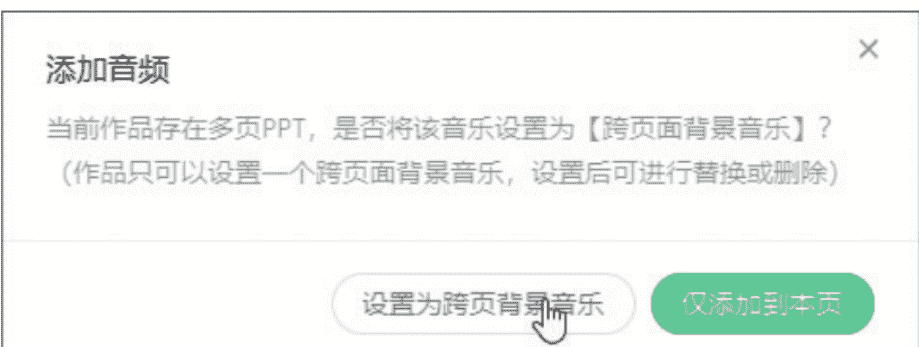 添加音频
当前作品存在多页PPT，是否将该音乐设置为【跨页面背景音乐】？
（作品只可以设置一个跨页面背景音乐，设置后可进行替换或删除）
设置为跨页背景音乐
仅添加到本页